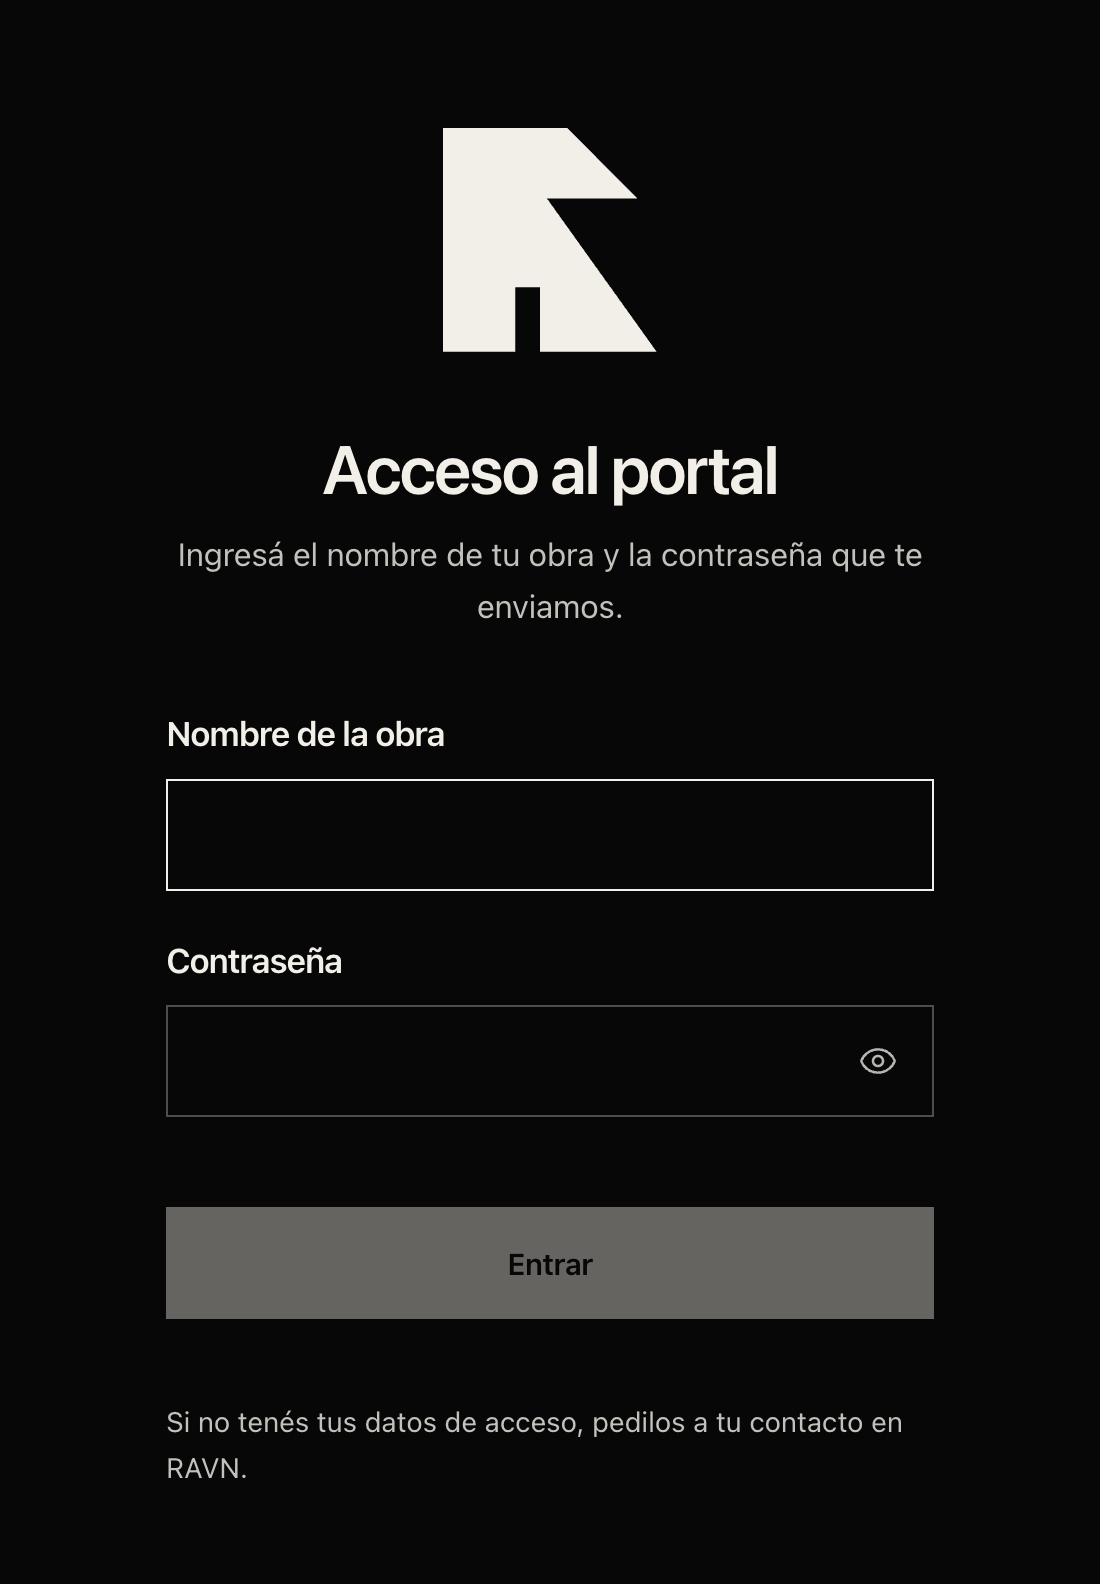 Acceso al portal
Ingresá el nombre de tu obra y la contraseña que te
enviamos.
Nombre de la obra
Contraseña
Entrar
Si no tenés tus datos de acceso, pedilos a tu contacto en
RAVN.